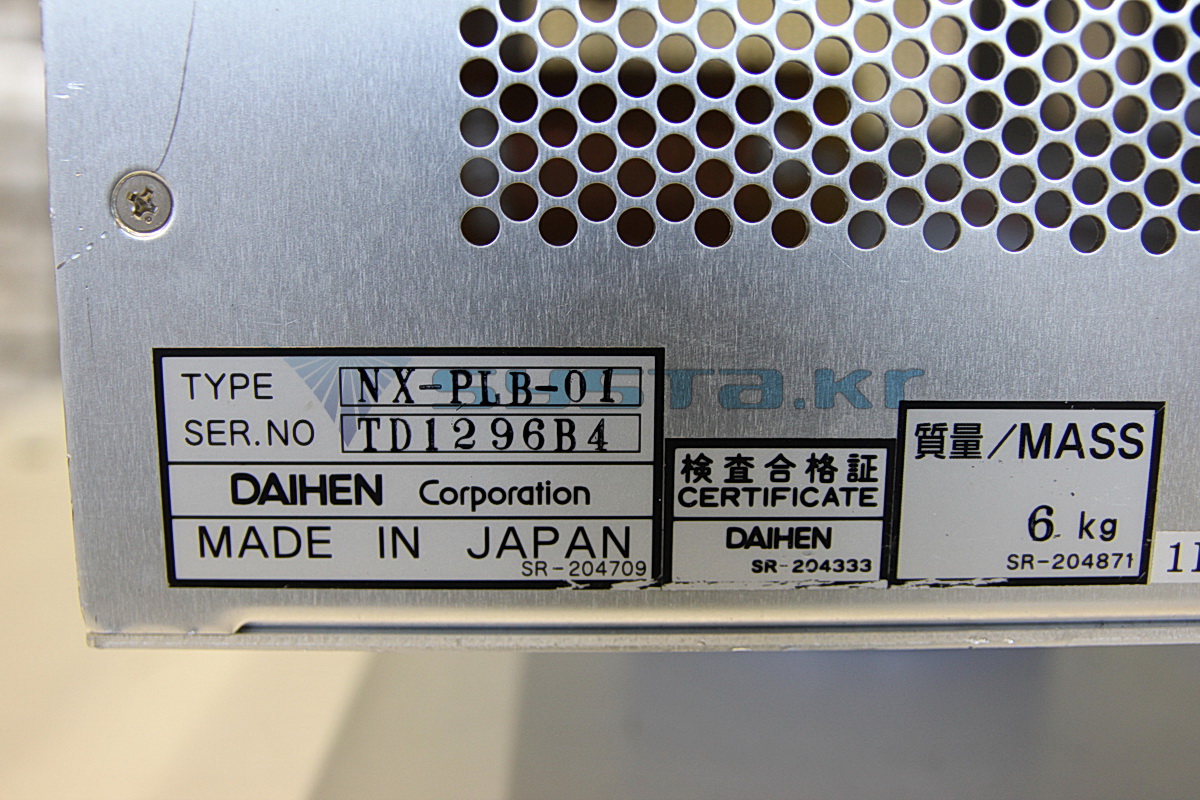 TYPE NX-PLB-01
SER.NO TD1296B4
DAIHEN Corporation
MADE IN JAPAN
SR-204709
検査合格証
CERTIFICATE
DAIHEN
SR-204333
質量/MASS
6 kg
SR-204871